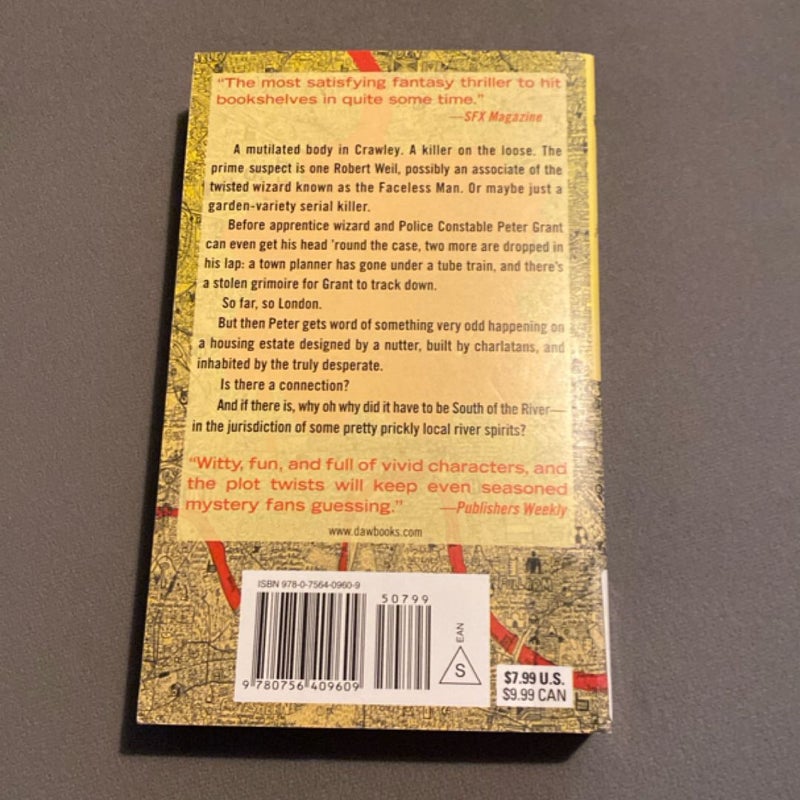 “The most satisfying fantasy thriller to hit
bookshelves in quite some time.”
—SFX Magazine
A mutilated body in Crawley. A killer on the loose. The
prime suspect is one Robert Weil, possibly an associate of the
twisted wizard known as the Faceless Man. Or maybe just a
garden-variety serial killer.
Before apprentice wizard and Police Constable Peter Grant
can even get his head ’round the case, two more are dropped in
his lap: a town planner has gone under a tube train, and there’s
a stolen grimoire for Grant to track down.
So far, so London.
But then Peter gets word of something very odd happening on
a housing estate designed by a nutter, built by charlatans, and
inhabited by the truly desperate.
Is there a connection?
And if there is, why oh why did it have to be South of the River—
in the jurisdiction of some pretty prickly local river spirits?
“Witty, fun, and full of vivid characters, and
the plot twists will keep even seasoned
mystery fans guessing.” —Publishers Weekly
www.dawbooks.com
ISBN 978-0-7564-0960-9
50799
9 780756 409609
EAN
S
$7.99 U.S.
$9.99 CAN